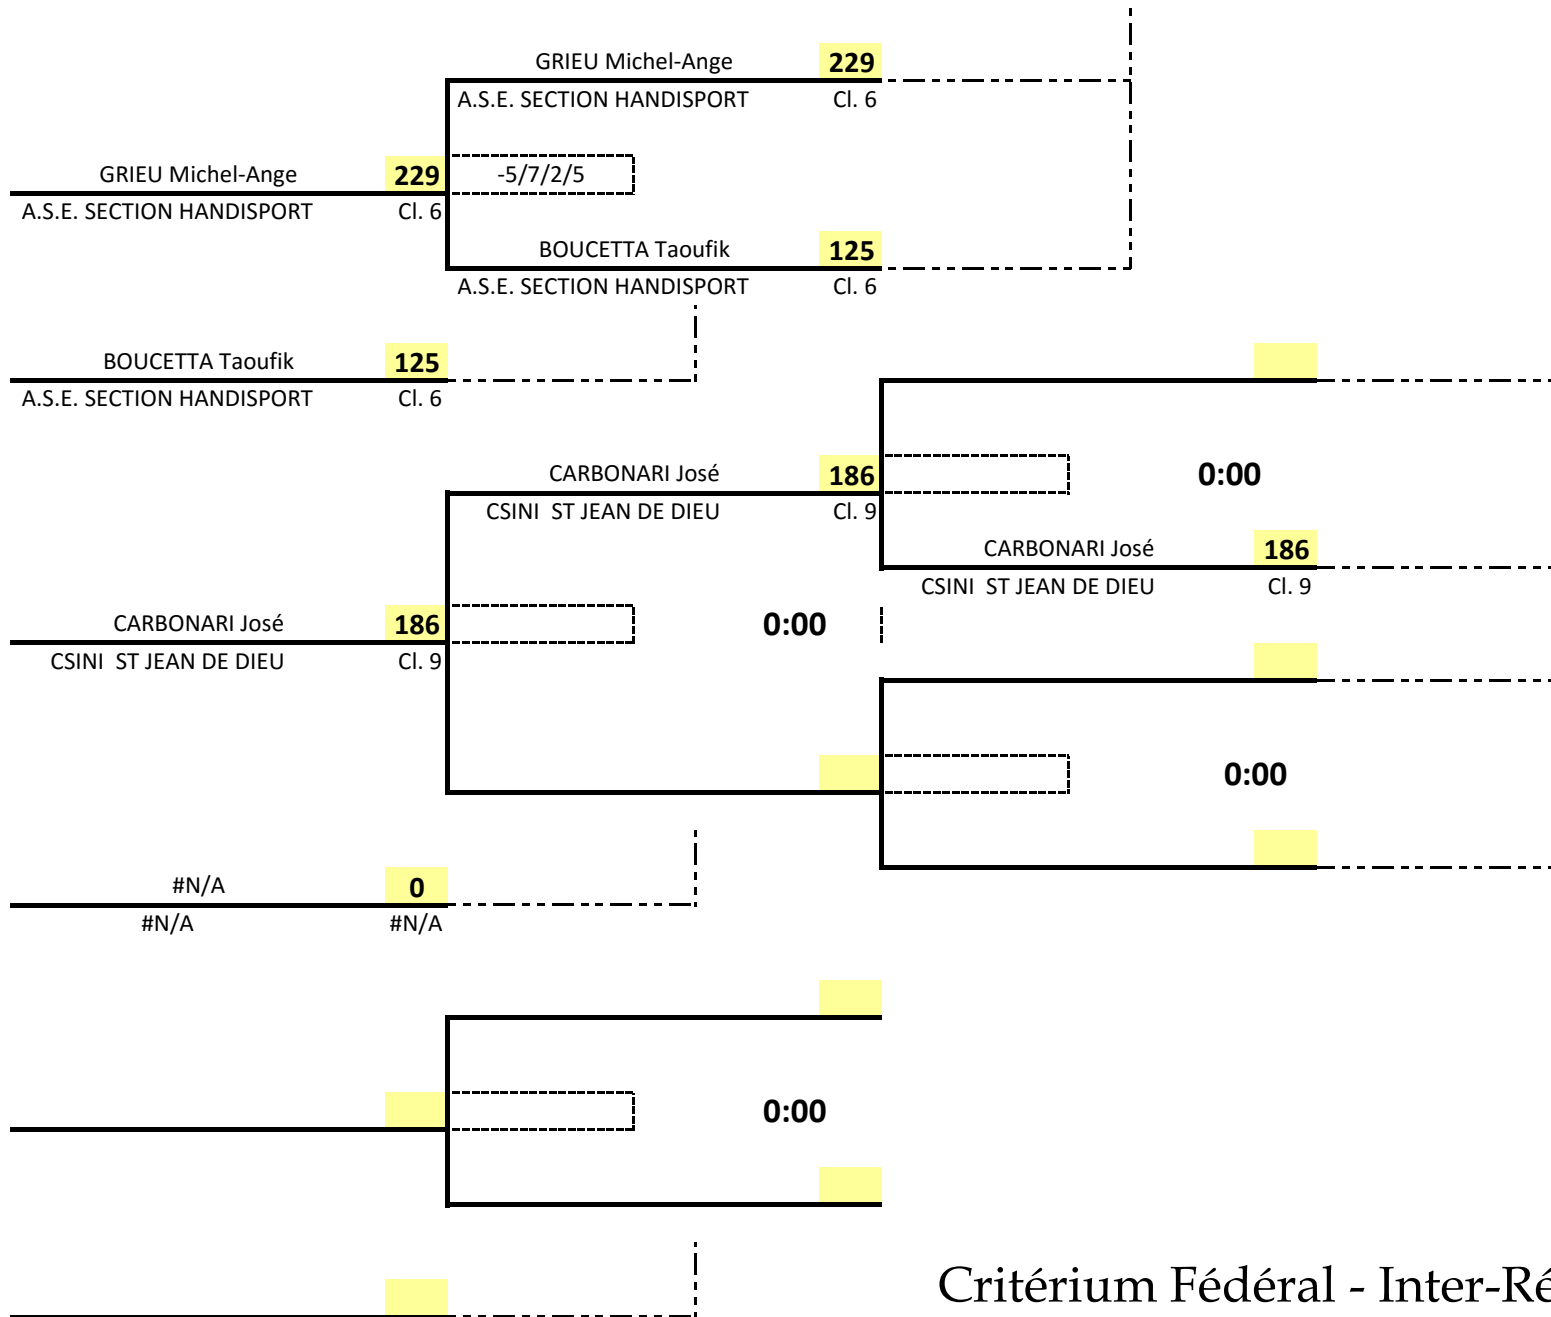 GRIEU Michel-Ange 229
A.S.E. SECTION HANDISPORT Cl. 6
GRIEU Michel-Ange 229 -5/7/2/5
A.S.E. SECTION HANDISPORT Cl. 6
BOUCETTA Taoufik 125
A.S.E. SECTION HANDISPORT Cl. 6
BOUCETTA Taoufik 125
A.S.E. SECTION HANDISPORT Cl. 6
CARBONARI José 186 0:00
CSINI ST JEAN DE DIEU Cl. 9
CARBONARI José 186
CSINI ST JEAN DE DIEU Cl. 9
CARBONARI José 186 0:00
CSINI ST JEAN DE DIEU Cl. 9
0:00
#N/A 0
#N/A #N/A
0:00
Critérium Fédéral - Inter-Ré